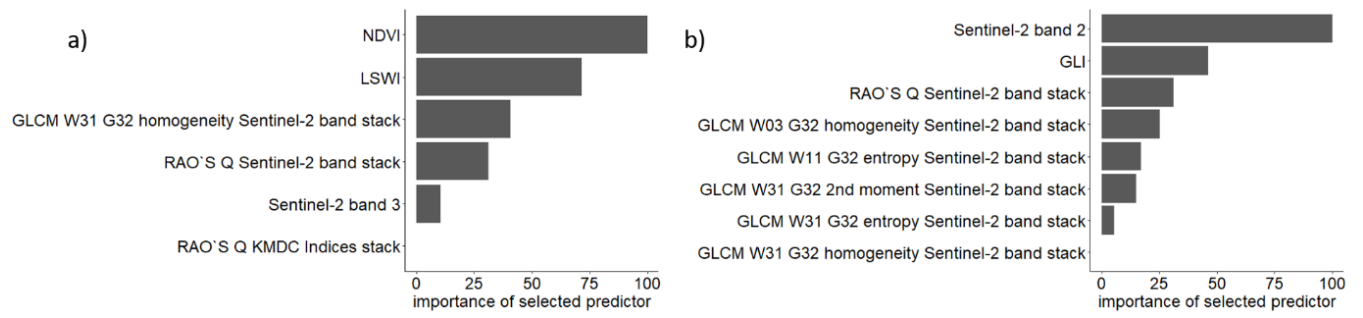 a)
NDVI
LSWI
GLCM W31 G32 homogeneity Sentinel-2 band stack
RAO`S Q Sentinel-2 band stack
Sentinel-2 band 3
RAO`S Q KMDC Indices stack
0 25 50 75 100
importance of selected predictor
b)
Sentinel-2 band 2
GLI
RAO`S Q Sentinel-2 band stack
GLCM W03 G32 homogeneity Sentinel-2 band stack
GLCM W11 G32 entropy Sentinel-2 band stack
GLCM W31 G32 2nd moment Sentinel-2 band stack
GLCM W31 G32 entropy Sentinel-2 band stack
GLCM W31 G32 homogeneity Sentinel-2 band stack
0 25 50 75 100
importance of selected predictor